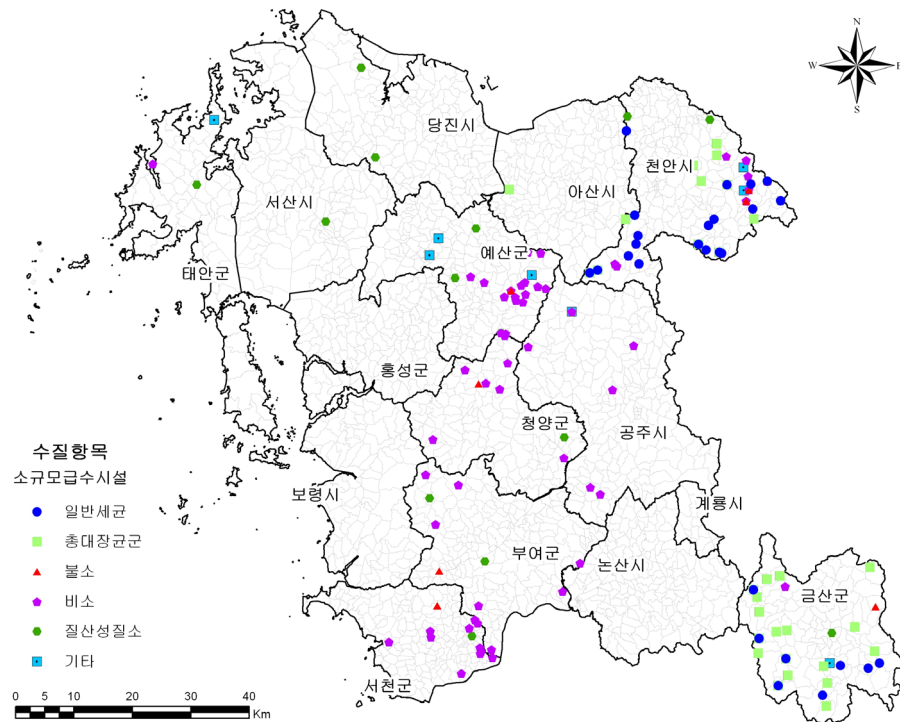 N
W
E
S
당진시
천안시
아산시
서산시
예산군
태안군
홍성군
청양군
공주시
수질항목
소규모급수시설
일반세균
총대장균군
불소
비소
질산성질소
기타
보령시
계룡시
부여군
논산시
금산군
서천군
0 5 10 20 30 40
Km